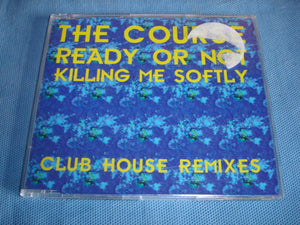 THE COURSE
READY OR NOT
KILLING ME SOFTLY
CLUB HOUSE REMIXES